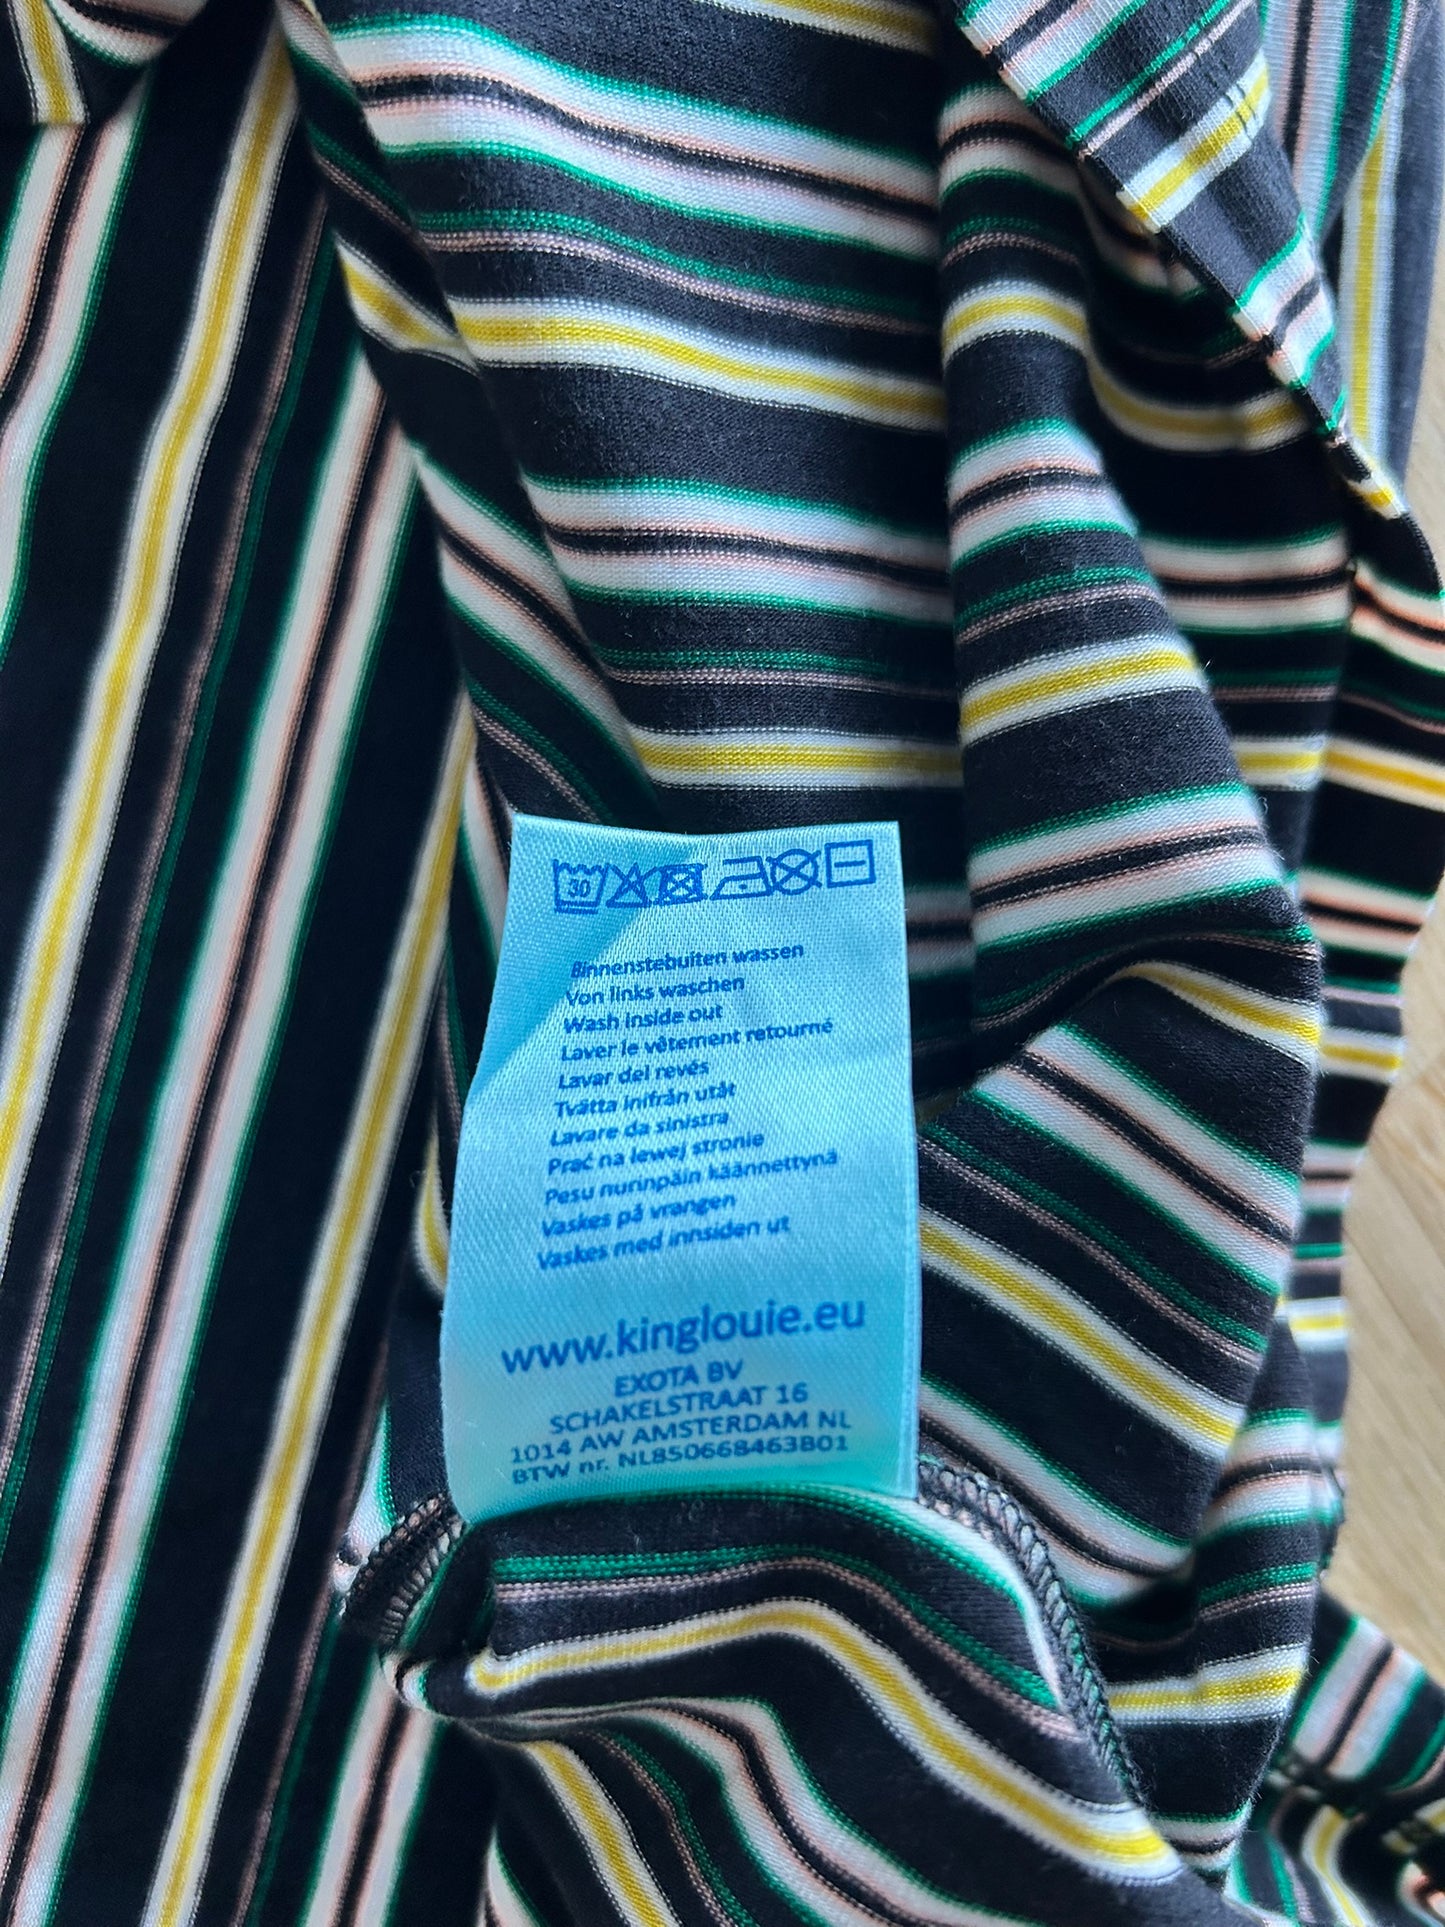 30
Binnenstebuiten wassen
Von links waschen
Wash inside out
Laver le vêtement retourné
Lavar del revés
Tvätta inifrån utåt
Lavare da sinistra
Prać na lewej stronie
Pesu nurinpäin käännettynä
Vaskes på vrangen
Vaskes med innsiden ut
www.kinglouie.eu
EXOTA BV
SCHAKELSTRAAT 16
1014 AW AMSTERDAM NL
BTW nr. NL850668463B01